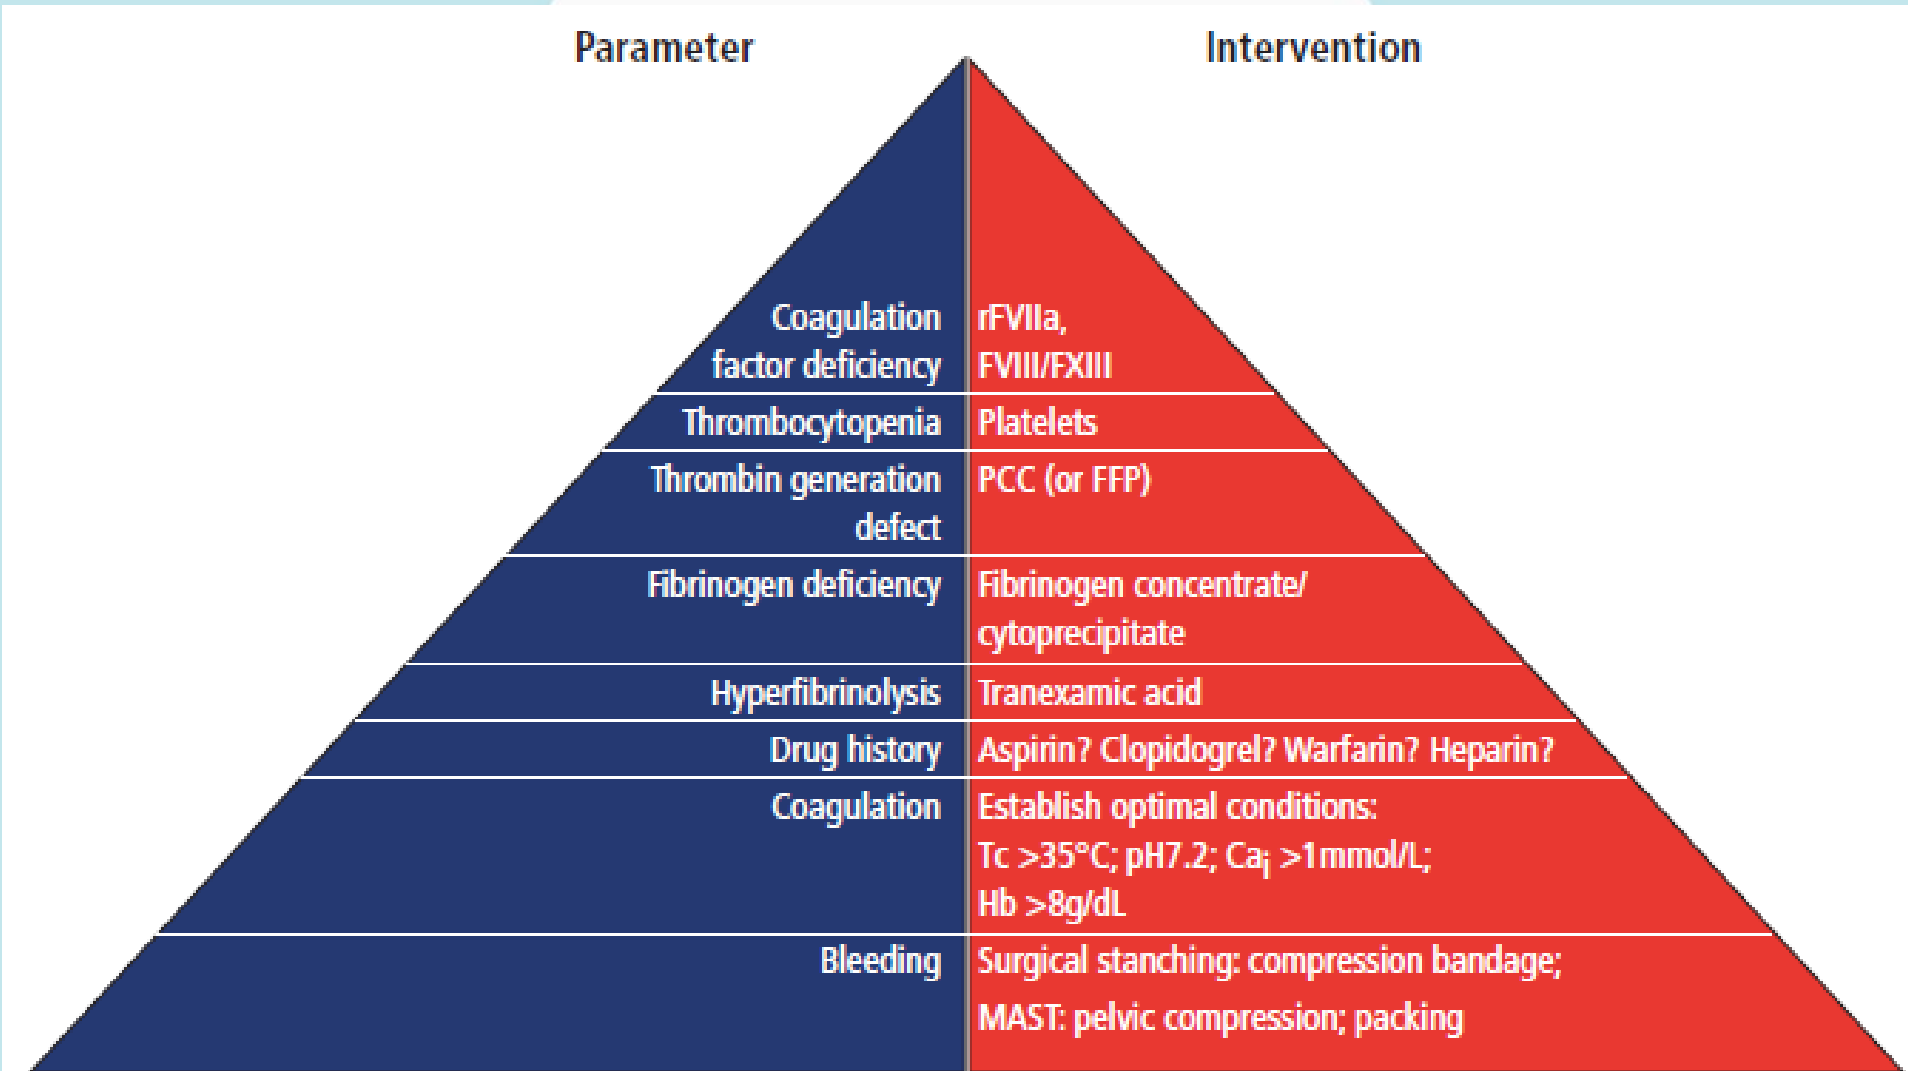 Parameter
Intervention
Coagulation
factor deficiency
rFVIIa,
FVIII/FXIII
Thrombocytopenia
Platelets
Thrombin generation
defect
PCC (or FFP)
Fibrinogen deficiency
Fibrinogen concentrate/
cytoprecipitate
Hyperfibrinolysis
Tranexamic acid
Drug history
Aspirin? Clopidogrel? Warfarin? Heparin?
Coagulation
Establish optimal conditions:
Tc >35°C; pH7.2; Cai >1mmol/L;
Hb >8g/dL
Bleeding
Surgical stanching: compression bandage;
MAST: pelvic compression; packing